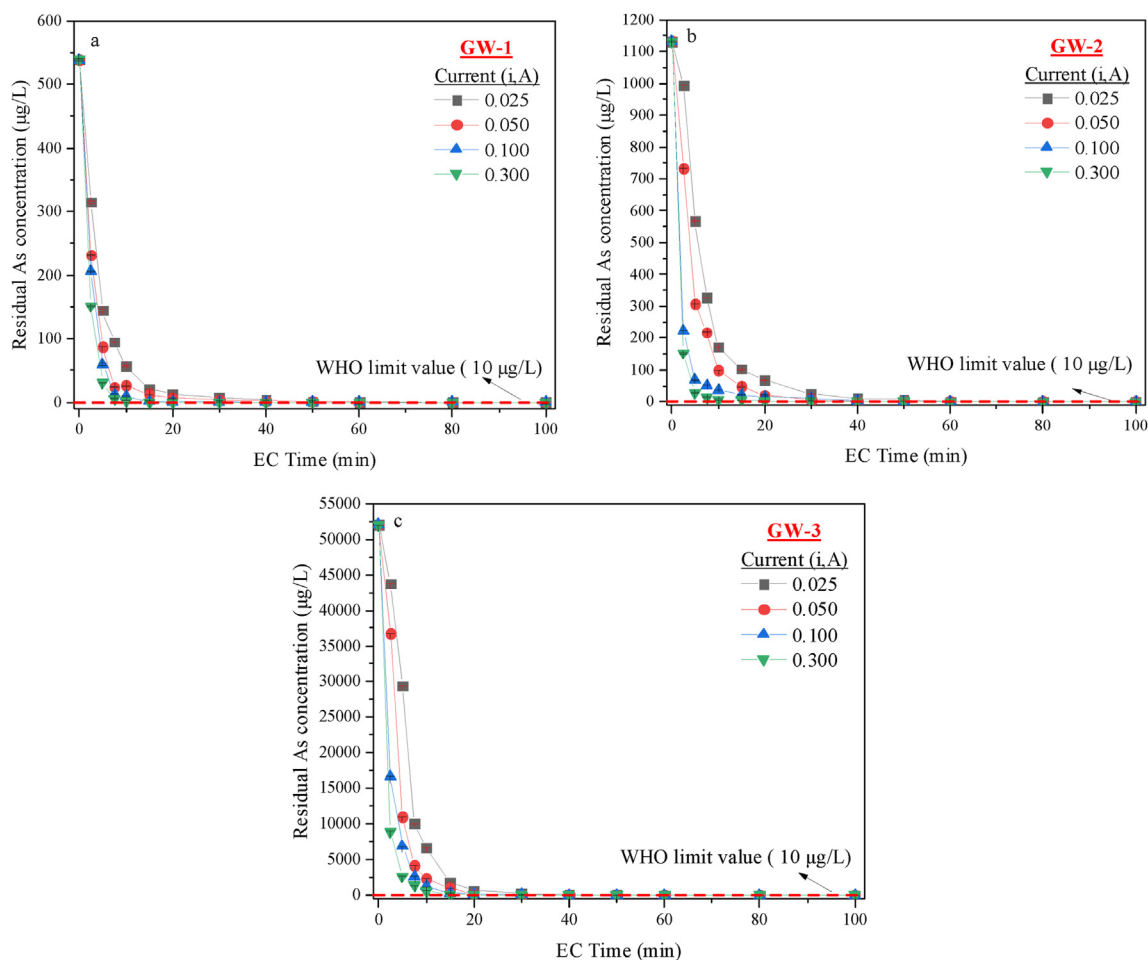 a
GW-1
Current (i,A)
0.025
0.050
0.100
0.300
WHO limit value ( 10 µg/L)
Residual As concentration (µg/L)
600
500
400
300
200
100
0
0 20 40 60 80 100
EC Time (min)
b
GW-2
Current (i,A)
0.025
0.050
0.100
0.300
WHO limit value ( 10 µg/L)
Residual As concentration (µg/L)
1200
1100
1000
900
800
700
600
500
400
300
200
100
0
0 20 40 60 80 100
EC Time (min)
c
GW-3
Current (i,A)
0.025
0.050
0.100
0.300
WHO limit value ( 10 µg/L)
Residual As concentration (µg/L)
55000
50000
45000
40000
35000
30000
25000
20000
15000
10000
5000
0
0 20 40 60 80 100
EC Time (min)